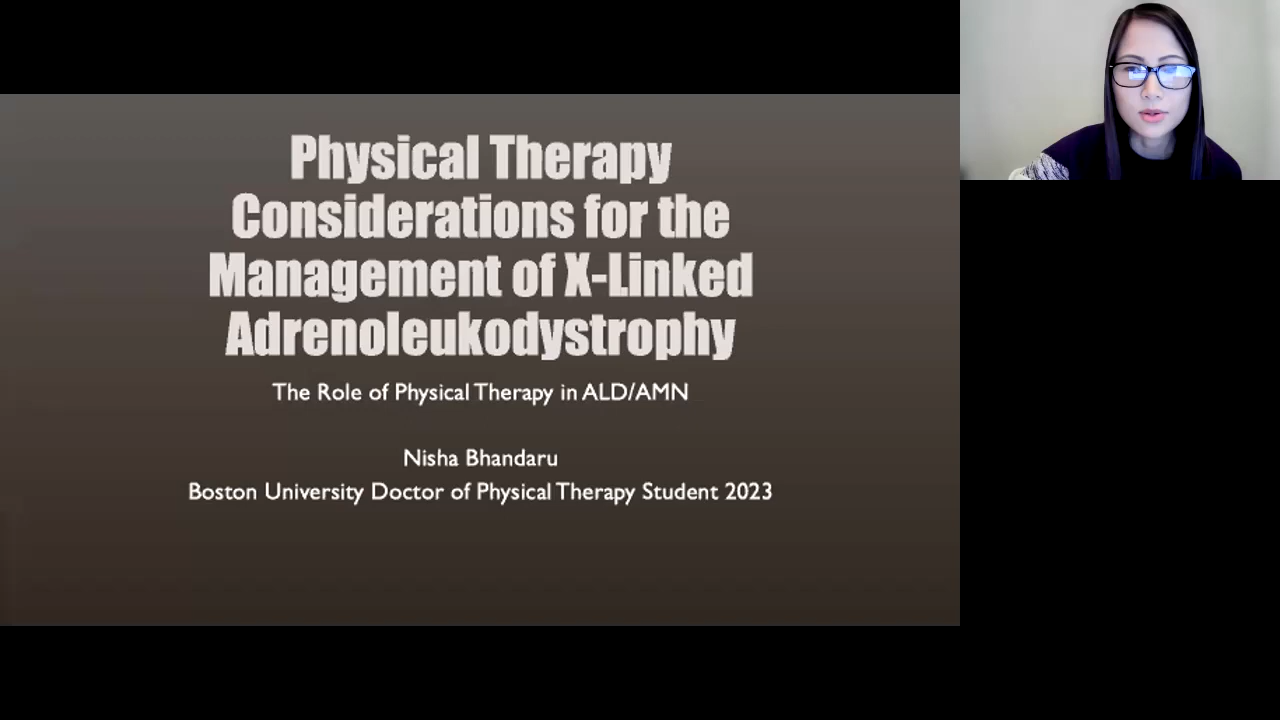 Physical Therapy
Considerations for the
Management of X-Linked
Adrenoleukodystrophy
The Role of Physical Therapy in ALD/AMN
Nisha Bhandaru
Boston University Doctor of Physical Therapy Student 2023